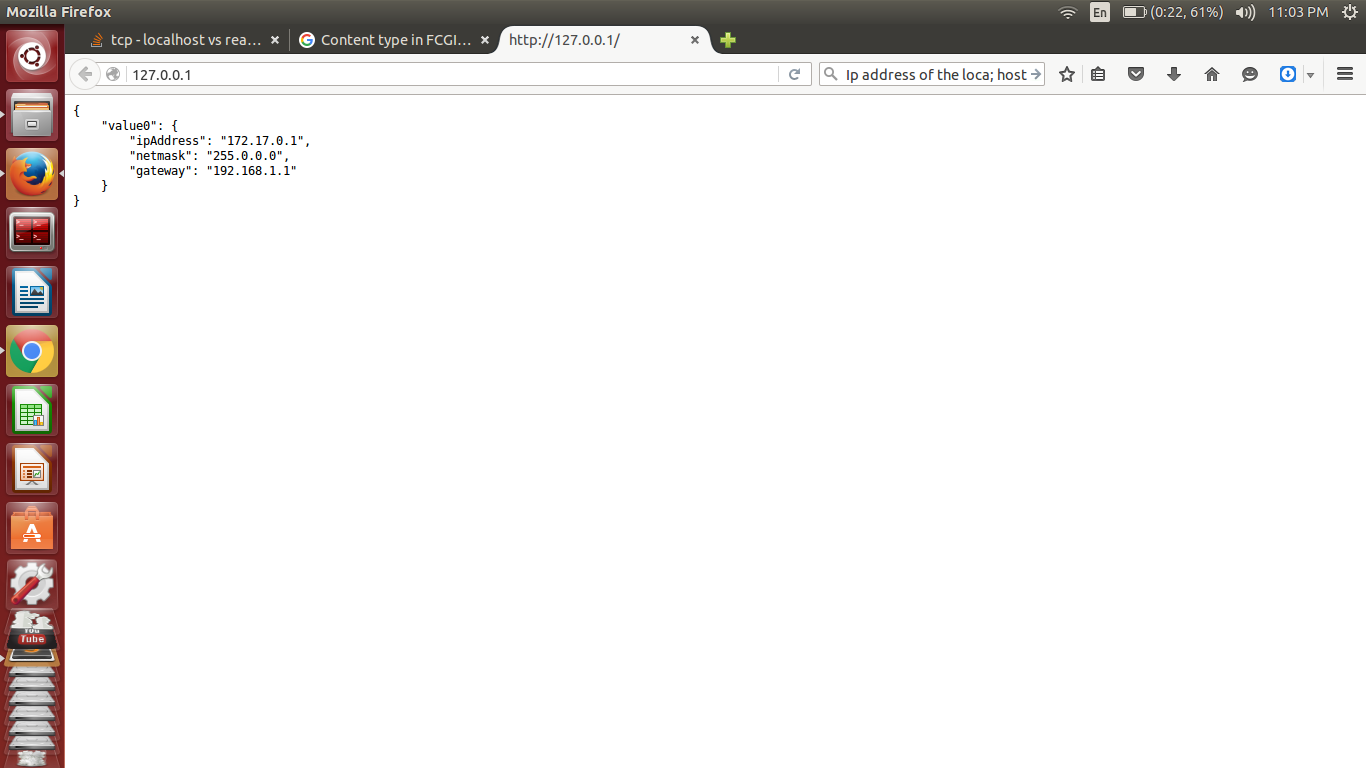 Mozilla Firefox
En
(0:22, 61%)
11:03 PM
tcp - localhost vs rea...
Content type in FCGI...
http://127.0.0.1/
127.0.0.1
Ip address of the loca; host
{
"value0": {
"ipAddress": "172.17.0.1",
"netmask": "255.0.0.0",
"gateway": "192.168.1.1"
}
}
>_ >_
>_ >_
A
You
Tube